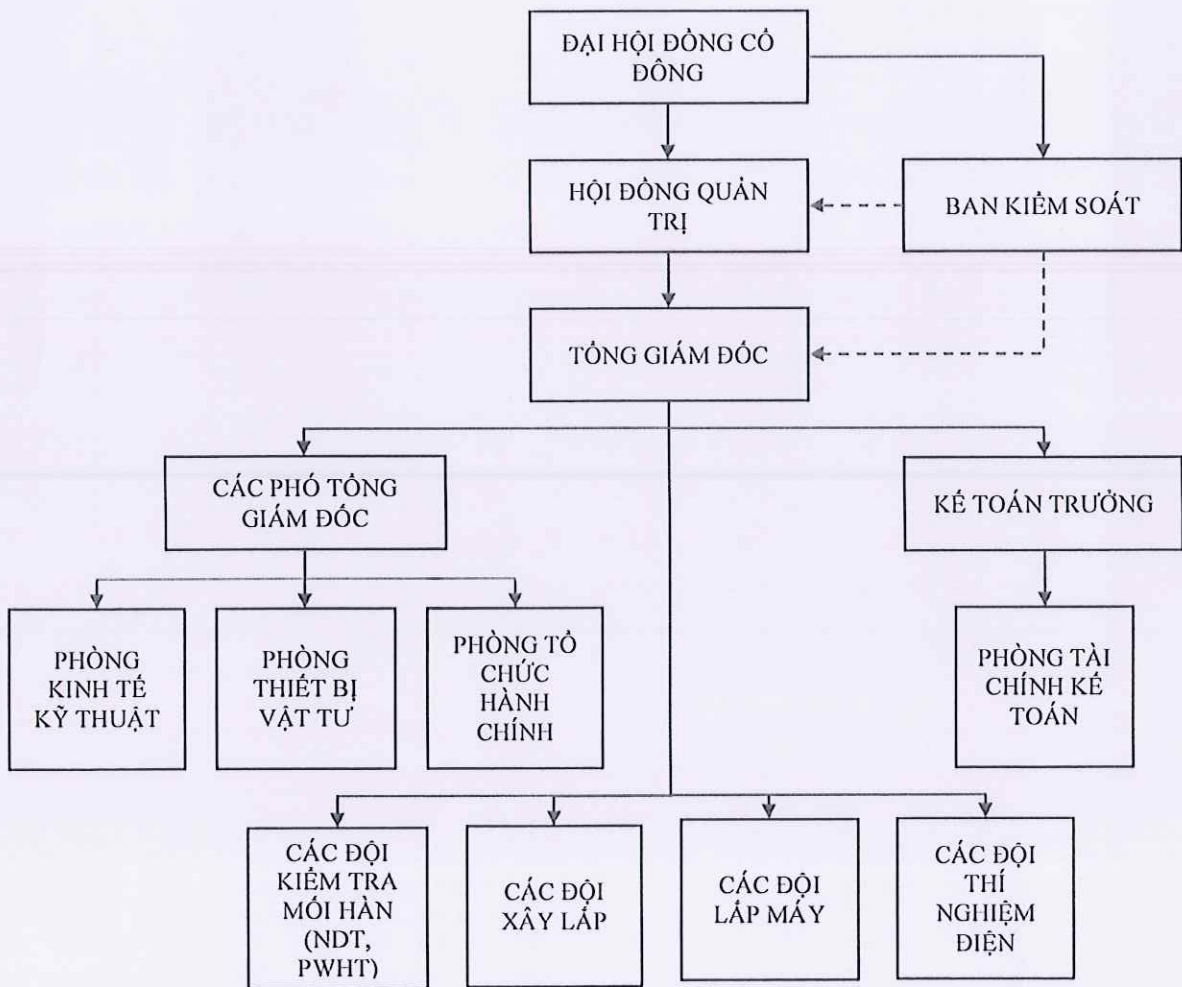 ĐẠI HỘI ĐỒNG CỔ
ĐÔNG
HỘI ĐỒNG QUẢN
TRỊ
BAN KIỂM SOÁT
TỔNG GIÁM ĐỐC
CÁC PHÓ TỔNG
GIÁM ĐỐC
KẾ TOÁN TRƯỞNG
PHÒNG
KINH TẾ
KỸ THUẬT
PHÒNG
THIẾT BỊ
VẬT TƯ
PHÒNG TỔ
CHỨC
HÀNH
CHÍNH
PHÒNG TÀI
CHÍNH KẾ
TOÁN
CÁC ĐỘI
KIỂM TRA
MỐI HÀN
(NDT,
PWHT)
CÁC ĐỘI
XÂY LẮP
CÁC ĐỘI
LẮP MÁY
CÁC ĐỘI
THÍ
NGHIỆM
ĐIỆN